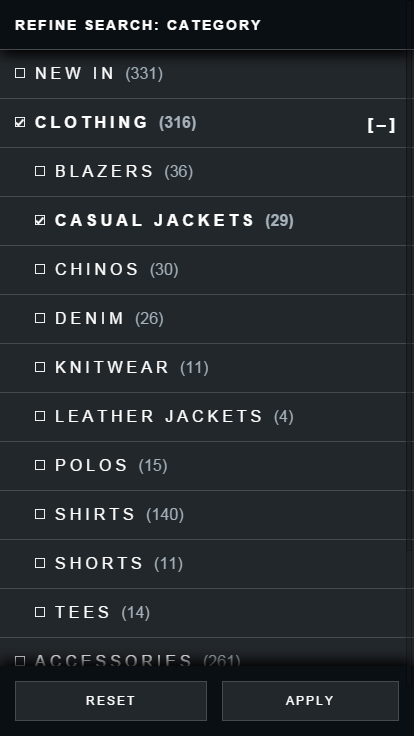 REFINE SEARCH: CATEGORY
NEW IN (331)
CLOTHING (316) [–]
BLAZERS (36)
CASUAL JACKETS (29)
CHINOS (30)
DENIM (26)
KNITWEAR (11)
LEATHER JACKETS (4)
POLOS (15)
SHIRTS (140)
SHORTS (11)
TEES (14)
ACCESSORIES (261)
RESET APPLY